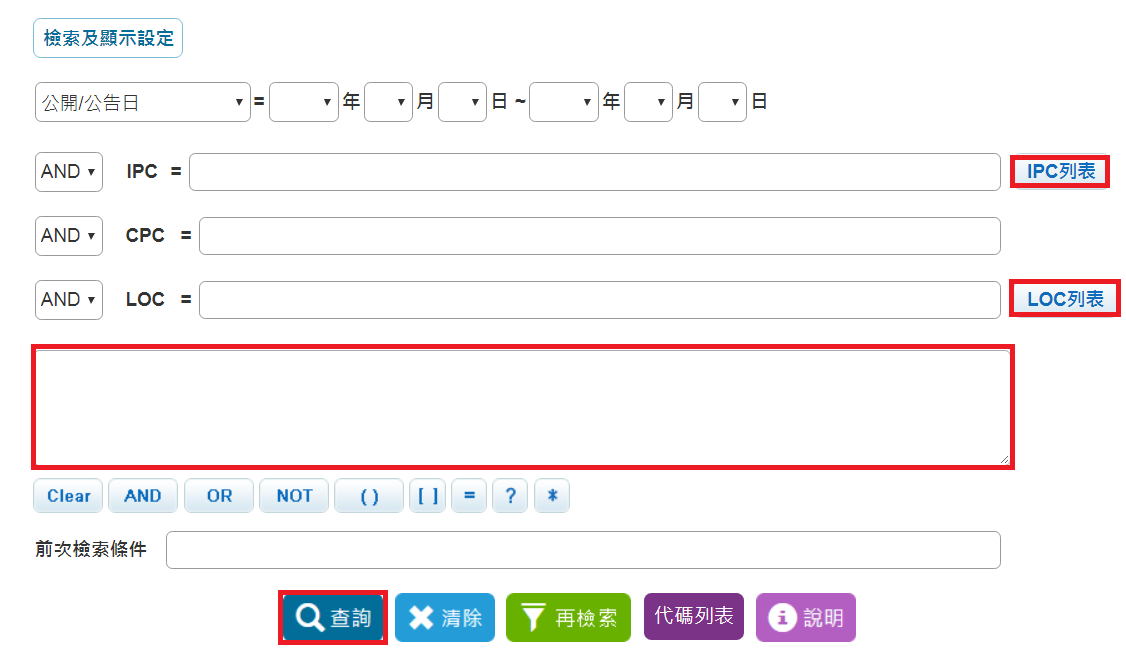 檢索及顯示設定
公開/公告日 = 年 月 日 ~ 年 月 日
AND IPC = IPC列表
AND CPC =
AND LOC = LOC列表
Clear AND OR NOT ( ) [ ] = ? *
前次檢索條件
查詢 清除 再檢索 代碼列表 說明